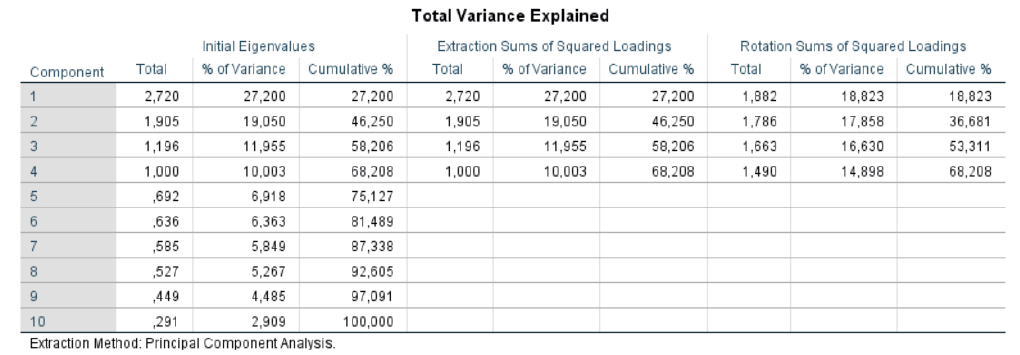 Total Variance Explained
Initial Eigenvalues Extraction Sums of Squared Loadings Rotation Sums of Squared Loadings
Component Total % of Variance Cumulative % Total % of Variance Cumulative % Total % of Variance Cumulative %
1 2,720 27,200 27,200 2,720 27,200 27,200 1,882 18,823 18,823
2 1,905 19,050 46,250 1,905 19,050 46,250 1,786 17,858 36,681
3 1,196 11,955 58,206 1,196 11,955 58,206 1,663 16,630 53,311
4 1,000 10,003 68,208 1,000 10,003 68,208 1,490 14,898 68,208
5 ,692 6,918 75,127
6 ,636 6,363 81,489
7 ,585 5,849 87,338
8 ,527 5,267 92,605
9 ,449 4,485 97,091
10 ,291 2,909 100,000
Extraction Method: Principal Component Analysis.